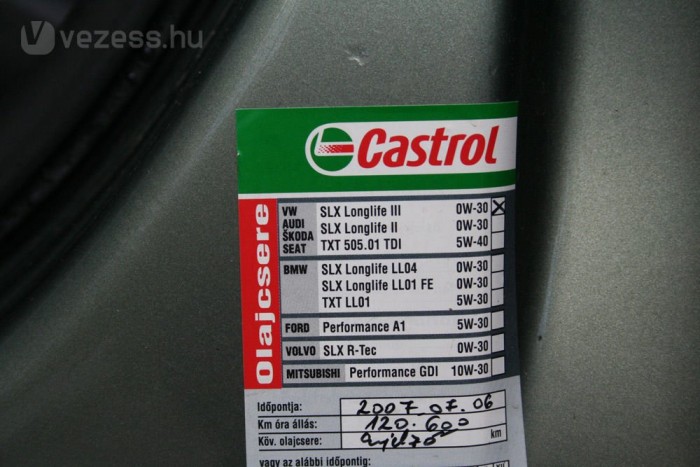 vezess.hu
Castrol
Olajcsere
VW AUDI ŠKODA SEAT
SLX Longlife III 0W-30 X
SLX Longlife II 0W-30
TXT 505.01 TDI 5W-40
BMW
SLX Longlife LL04 0W-30
SLX Longlife LL01 FE 0W-30
TXT LL01 5W-30
FORD Performance A1 5W-30
VOLVO SLX R-Tec 0W-30
MITSUBISHI Performance GDI 10W-30
Időpontja: 2007.07.06
Km óra állás: 120.600
Köv. olajcsere: km
vagy az alábbi időpontig: